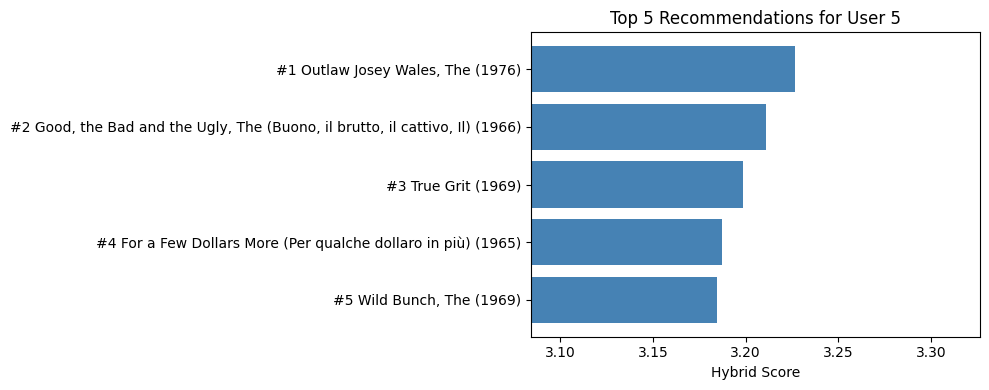 Top 5 Recommendations for User 5
#1 Outlaw Josey Wales, The (1976)
#2 Good, the Bad and the Ugly, The (Buono, il brutto, il cattivo, Il) (1966)
#3 True Grit (1969)
#4 For a Few Dollars More (Per qualche dollaro in più) (1965)
#5 Wild Bunch, The (1969)
3.10 3.15 3.20 3.25 3.30
Hybrid Score